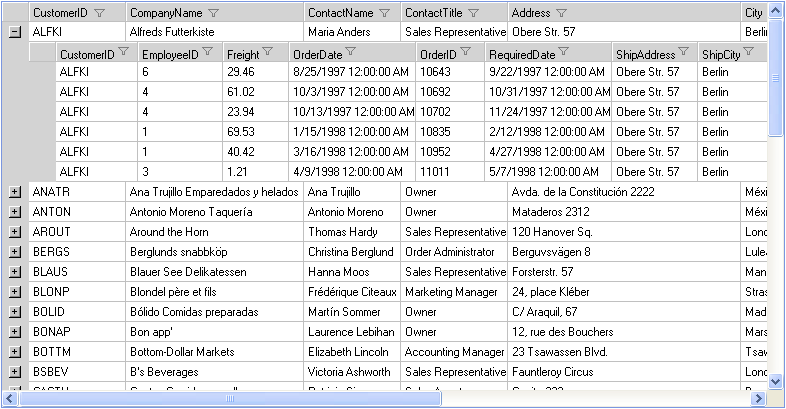 CustomerID CompanyName ContactName ContactTitle Address City
ALFKI Alfreds Futterkiste Maria Anders Sales Representative Obere Str. 57 Berlin
CustomerID EmployeeID Freight OrderDate OrderID RequiredDate ShipAddress ShipCity
ALFKI 6 29.46 8/25/1997 12:00:00 AM 10643 9/22/1997 12:00:00 AM Obere Str. 57 Berlin
ALFKI 4 61.02 10/3/1997 12:00:00 AM 10692 10/31/1997 12:00:00 AM Obere Str. 57 Berlin
ALFKI 4 23.94 10/13/1997 12:00:00 AM 10702 11/24/1997 12:00:00 AM Obere Str. 57 Berlin
ALFKI 1 69.53 1/15/1998 12:00:00 AM 10835 2/12/1998 12:00:00 AM Obere Str. 57 Berlin
ALFKI 1 40.42 3/16/1998 12:00:00 AM 10952 4/27/1998 12:00:00 AM Obere Str. 57 Berlin
ALFKI 3 1.21 4/9/1998 12:00:00 AM 11011 5/7/1998 12:00:00 AM Obere Str. 57 Berlin
ANATR Ana Trujillo Emparedados y helados Ana Trujillo Owner Avda. de la Constitución 2222 Méxi
ANTON Antonio Moreno Taquería Antonio Moreno Owner Mataderos 2312 Méxi
AROUT Around the Horn Thomas Hardy Sales Representative 120 Hanover Sq. Lond
BERGS Berglunds snabbköp Christina Berglund Order Administrator Berguvsvägen 8 Lule
BLAUS Blauer See Delikatessen Hanna Moos Sales Representative Forsterstr. 57 Man
BLONP Blondel père et fils Frédérique Citeaux Marketing Manager 24, place Kléber Stras
BOLID Bólido Comidas preparadas Martín Sommer Owner C/ Araquil, 67 Mad
BONAP Bon app' Laurence Lebihan Owner 12, rue des Bouchers Mars
BOTTM Bottom-Dollar Markets Elizabeth Lincoln Accounting Manager 23 Tsawassen Blvd. Tsaw
BSBEV B's Beverages Victoria Ashworth Sales Representative Fauntleroy Circus Lond